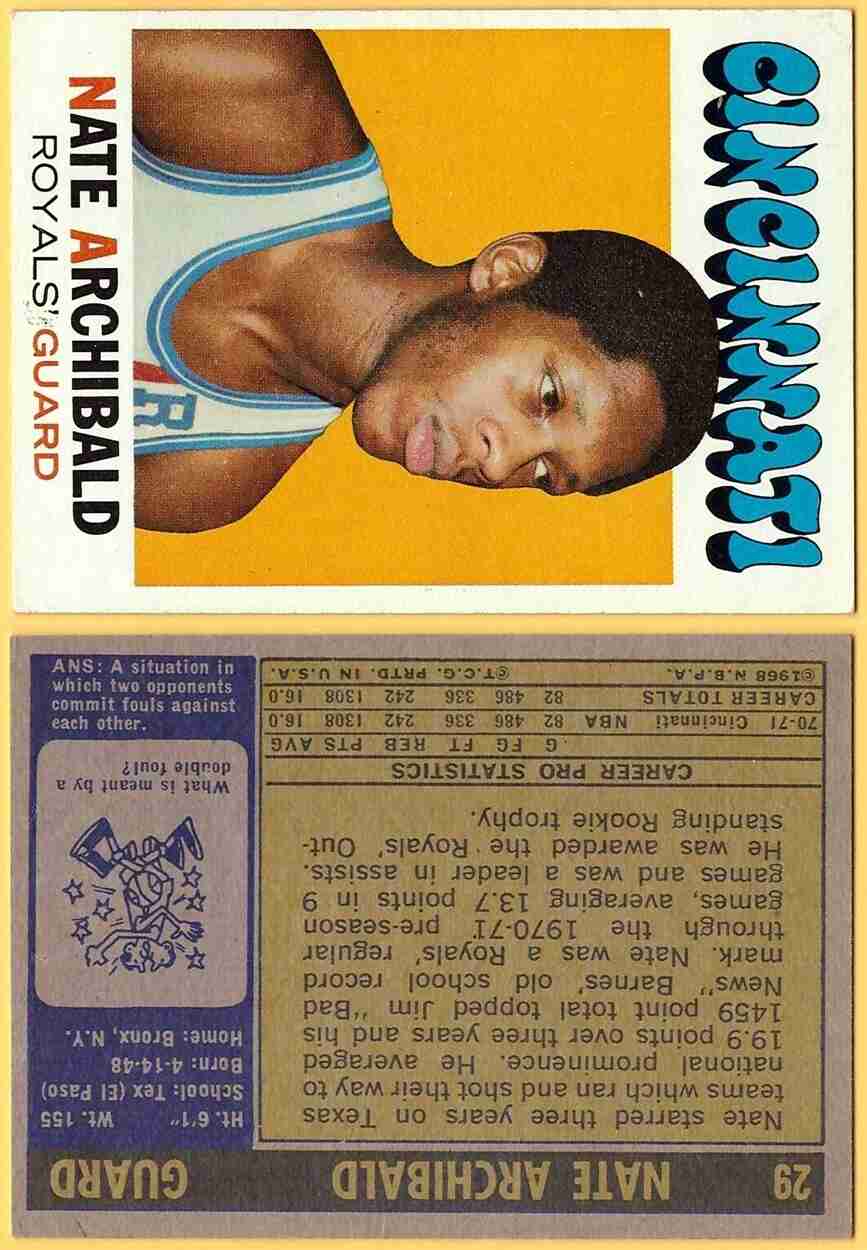 CINCINNATI
R
NATE ARCHIBALD
ROYALS' GUARD
29 NATE ARCHIBALD GUARD
Ht. 6'1" Wt. 155
School: Tex (El Paso)
Born: 4-14-48
Home: Bronx, N.Y.
Nate starred three years on Texas
teams which ran and shot their way to
national prominence. He averaged
19.9 points over three years and his
1459 point total topped Jim "Bad
News" Barnes' old school record
mark. Nate was a Royals' regular
through the 1970-71 pre-season
games, averaging 13.7 points in 9
games and was a leader in assists.
He was awarded the Royals' Out-
standing Rookie trophy.
What is meant by a
double foul?
ANS: A situation in
which two opponents
commit fouls against
each other.
CAREER PRO STATISTICS
G FG FT REB PTS AVG
70-71 Cincinnati NBA 82 486 336 242 1308 16.0
CAREER TOTALS 82 486 336 242 1308 16.0
©1968 N.B.P.A. ©T.C.G. PRTD. IN U.S.A.